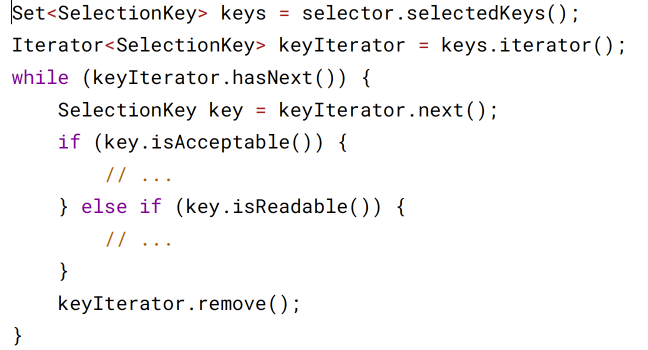 Set<SelectionKey> keys = selector.selectedKeys();
Iterator<SelectionKey> keyIterator = keys.iterator();
while (keyIterator.hasNext()) {
    SelectionKey key = keyIterator.next();
    if (key.isAcceptable()) {
        // ...
    } else if (key.isReadable()) {
        // ...
    }
    keyIterator.remove();
}